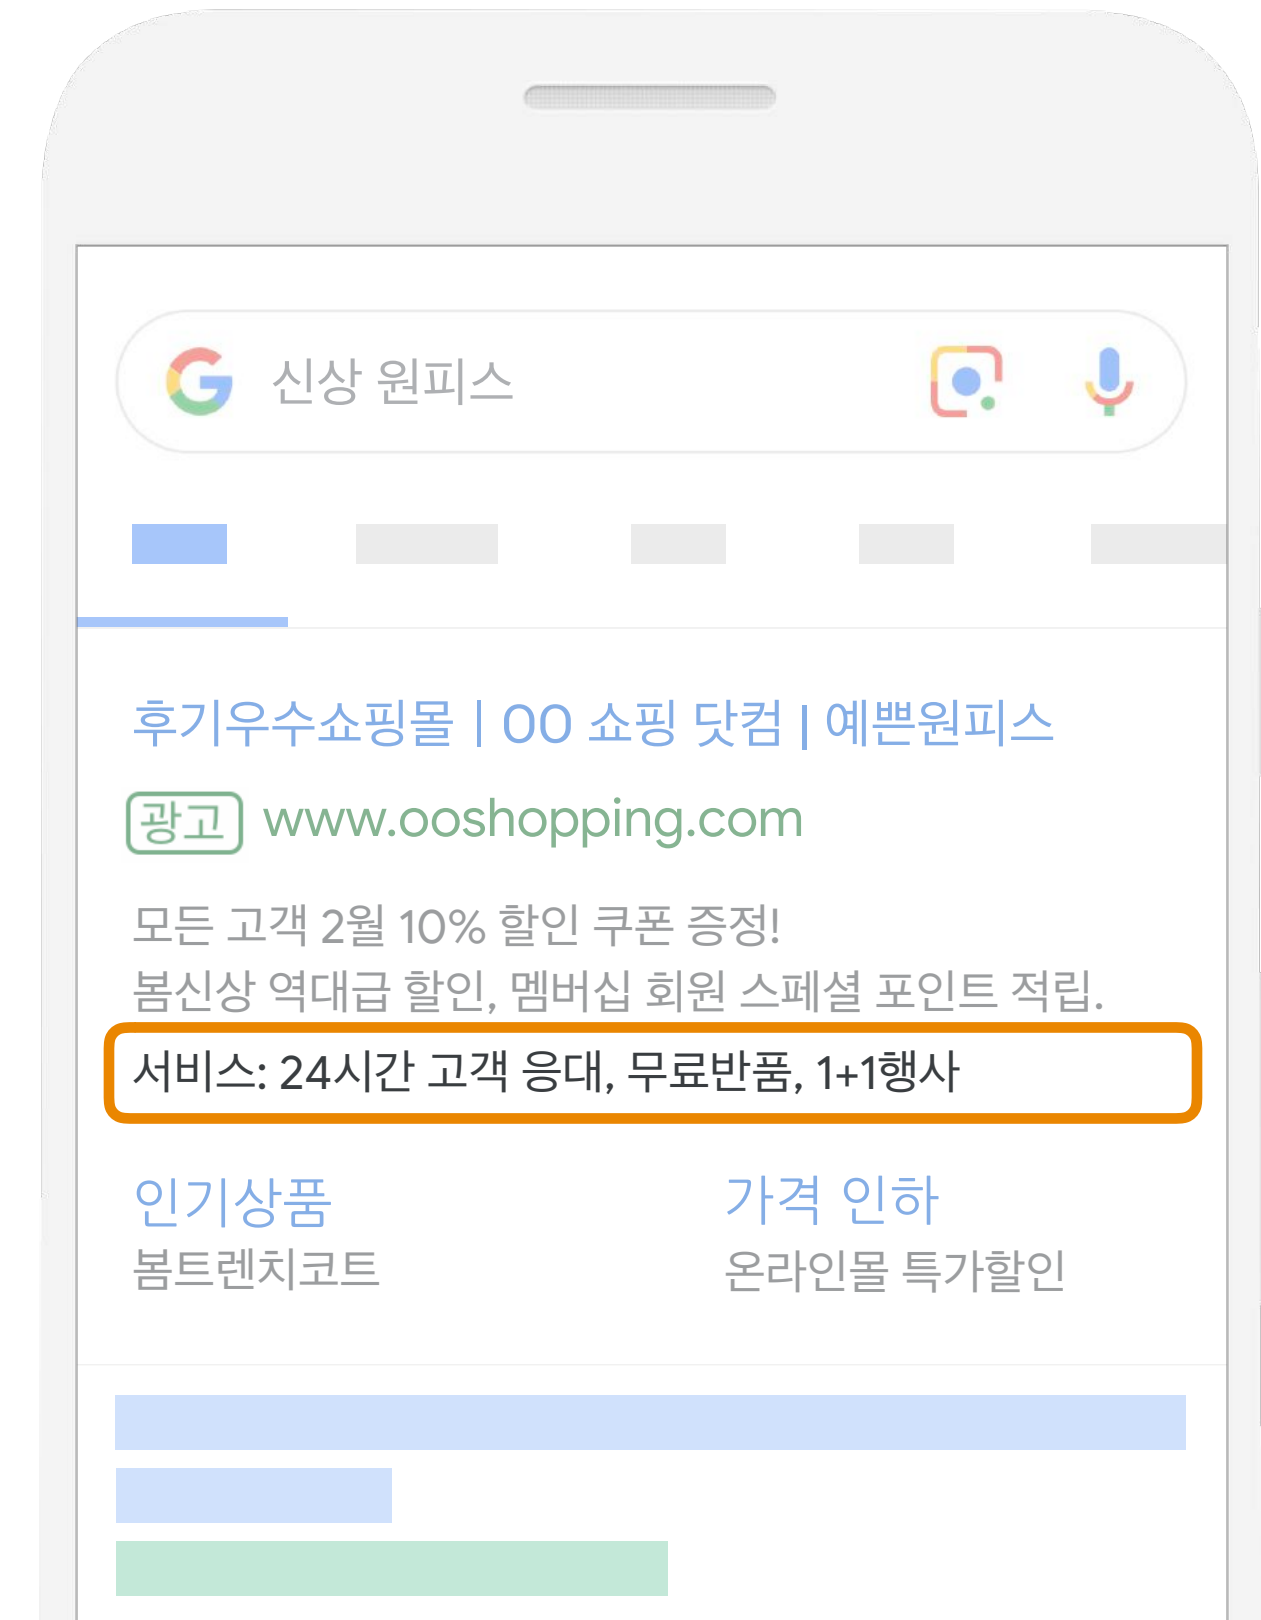 신상 원피스
후기우수쇼핑몰 | OO 쇼핑 닷컴 | 예쁜원피스
광고 www.ooshopping.com
모든 고객 2월 10% 할인 쿠폰 증정!
봄신상 역대급 할인, 멤버십 회원 스페셜 포인트 적립.
서비스: 24시간 고객 응대, 무료반품, 1+1행사
인기상품 가격 인하
봄트렌치코트 온라인몰 특가할인